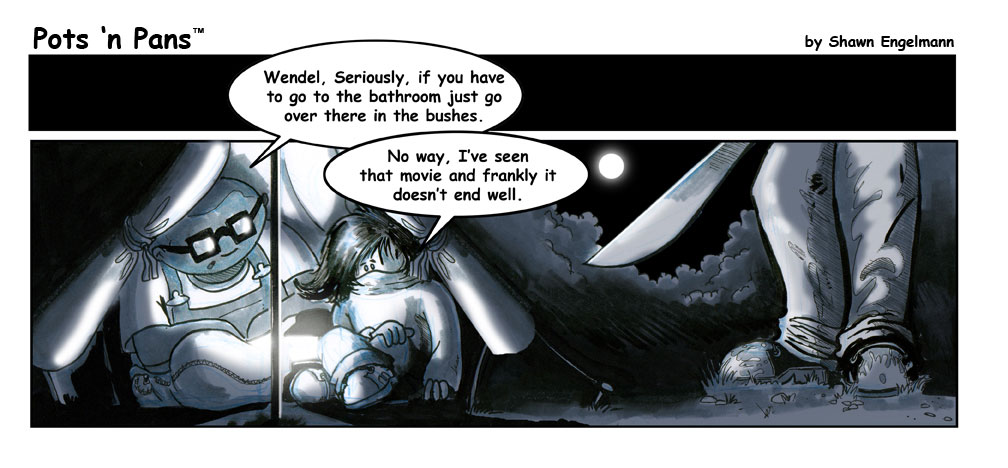 Pots ‘n Pans™
by Shawn Engelmann
Wendel, Seriously, if you have
to go to the bathroom just go
over there in the bushes.
No way, I’ve seen
that movie and frankly it
doesn’t end well.